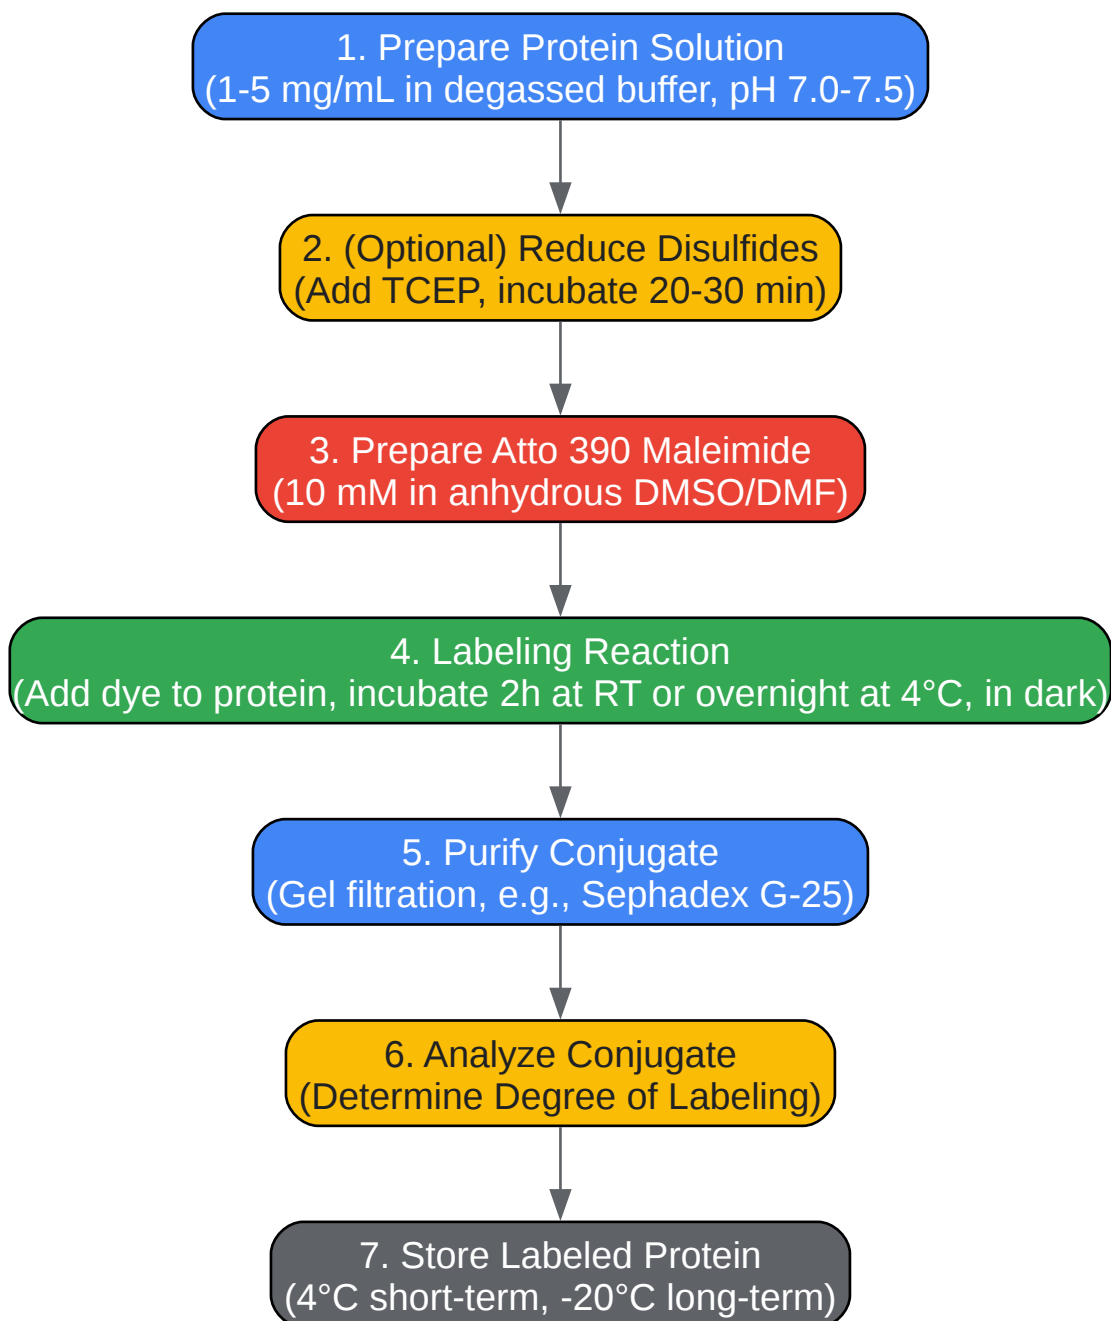 1. Prepare Protein Solution
(1-5 mg/mL in degassed buffer, pH 7.0-7.5)
2. (Optional) Reduce Disulfides
(Add TCEP, incubate 20-30 min)
3. Prepare Atto 390 Maleimide
(10 mM in anhydrous DMSO/DMF)
4. Labeling Reaction
(Add dye to protein, incubate 2h at RT or overnight at 4°C, in dark)
5. Purify Conjugate
(Gel filtration, e.g., Sephadex G-25)
6. Analyze Conjugate
(Determine Degree of Labeling)
7. Store Labeled Protein
(4°C short-term, -20°C long-term)